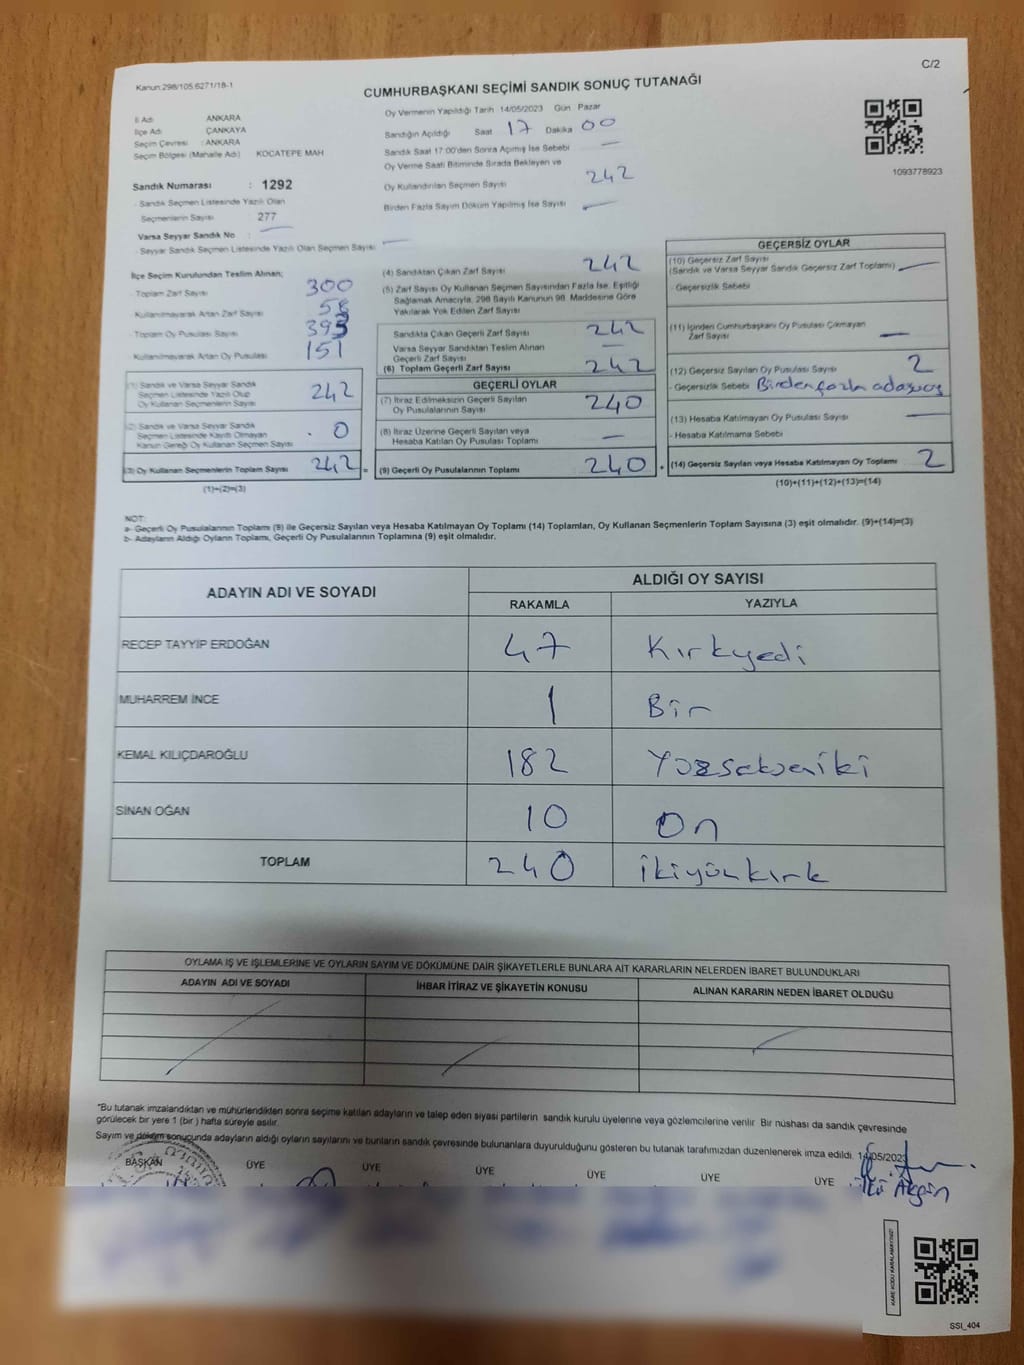 C/2
Kanun:298/105.6271/18-1
CUMHURBAŞKANI SEÇİMİ SANDIK SONUÇ TUTANAĞI
İl Adı ANKARA
İlçe Adı ÇANKAYA
Seçim Çevresi : ANKARA
Seçim Bölgesi (Mahalle Adı) KOCATEPE MAH
Sandık Numarası : 1292
- Sandık Seçmen Listesinde Yazılı Olan
Seçmenlerin Sayısı 277
Varsa Seyyar Sandık No :
- Seyyar Sandık Seçmen Listesinde Yazılı Olan Seçmen Sayısı:
Oy Vermenin Yapıldığı Tarih 14/05/2023 Gün Pazar
Sandığın Açıldığı Saat 17 Dakika 00
Sandık Saat 17:00'den Sonra Açılmış İse Sebebi —
Oy Verme Saati Bitiminde Sırada Bekleyen ve
Oy Kullandırılan Seçmen Sayısı 242
Birden Fazla Sayım Döküm Yapılmış İse Sayısı —
1093778923
İlçe Seçim Kurulundan Teslim Alınan;
- Toplam Zarf Sayısı 300
- Kullanılmayarak Artan Zarf Sayısı 58
- Toplam Oy Pusulası Sayısı 393
- Kullanılmayarak Artan Oy Pusulası 151
(1) Sandık ve Varsa Seyyar Sandık
Seçmen Listesinde Yazılı Olup
Oy Kullanan Seçmenlerin Sayısı 242
(2) Sandık ve Varsa Seyyar Sandık
Seçmen Listesinde Kayıtlı Olmayan
Kanun Gereği Oy Kullanan Seçmen Sayısı 0
(3) Oy Kullanan Seçmenlerin Toplam Sayısı 242 =
(1)+(2)=(3)
(4) Sandıktan Çıkan Zarf Sayısı 242
(5) Zarf Sayısı Oy Kullanan Seçmen Sayısından Fazla İse, Eşitliği
Sağlamak Amacıyla, 298 Sayılı Kanunun 98. Maddesine Göre
Yakılarak Yok Edilen Zarf Sayısı
Sandıkta Çıkan Geçerli Zarf Sayısı 242
Varsa Seyyar Sandıktan Teslim Alınan
Geçerli Zarf Sayısı —
(6) Toplam Geçerli Zarf Sayısı 242
GEÇERLİ OYLAR
(7) İtiraz Edilmeksizin Geçerli Sayılan
Oy Pusulalarının Sayısı 240
(8) İtiraz Üzerine Geçerli Sayılan veya
Hesaba Katılan Oy Pusulası Toplamı —
(9) Geçerli Oy Pusulalarının Toplamı 240 +
GEÇERSİZ OYLAR
(10) Geçersiz Zarf Sayısı
(Sandık ve Varsa Seyyar Sandık Geçersiz Zarf Toplamı) —
- Geçersizlik Sebebi
(11) İçinden Cumhurbaşkanı Oy Pusulası Çıkmayan
Zarf Sayısı —
(12) Geçersiz Sayılan Oy Pusulası Sayısı 2
- Geçersizlik Sebebi Birden fazla adaya oy
(13) Hesaba Katılmayan Oy Pusulası Sayısı —
- Hesaba Katılmama Sebebi
(14) Geçersiz Sayılan veya Hesaba Katılmayan Oy Toplamı 2
(10)+(11)+(12)+(13)=(14)
NOT:
a- Geçerli Oy Pusulalarının Toplamı (9) ile Geçersiz Sayılan veya Hesaba Katılmayan Oy Toplamı (14) Toplamları, Oy Kullanan Seçmenlerin Toplam Sayısına (3) eşit olmalıdır. (9)+(14)=(3)
b- Adayların Aldığı Oyların Toplamı, Geçerli Oy Pusulalarının Toplamına (9) eşit olmalıdır.
ADAYIN ADI VE SOYADI ALDIĞI OY SAYISI
RAKAMLA YAZIYLA
RECEP TAYYİP ERDOĞAN 47 Kırkyedi
MUHARREM İNCE 1 Bir
KEMAL KILIÇDAROĞLU 182 Yüzsekseniki
SİNAN OĞAN 10 On
TOPLAM 240 ikiyüzkırk
OYLAMA İŞ VE İŞLEMLERİNE VE OYLARIN SAYIM VE DÖKÜMÜNE DAİR ŞİKAYETLERLE BUNLARA AİT KARARLARIN NELERDEN İBARET BULUNDUKLARI
ADAYIN ADI VE SOYADI İHBAR İTİRAZ VE ŞİKAYETİN KONUSU ALINAN KARARIN NEDEN İBARET OLDUĞU
"Bu tutanak imzalandıktan ve mühürlendikten sonra seçime katılan adayların ve talep eden siyasi partilerin sandık kurulu üyelerine veya gözlemcilerine verilir. Bir nüshası da sandık çevresinde
görülecek bir yere 1 (bir ) hafta süreyle asılır.
Sayım ve döküm sonucunda adayların aldığı oyların sayılarını ve bunların sandık çevresinde bulunanlara duyurulduğunu gösteren bu tutanak tarafımızdan düzenlenerek imza edildi. 14/05/2023
BAŞKAN ÜYE ÜYE ÜYE ÜYE ÜYE ÜYE
KARE KODU KARALAMAYINIZ!
SSI_404